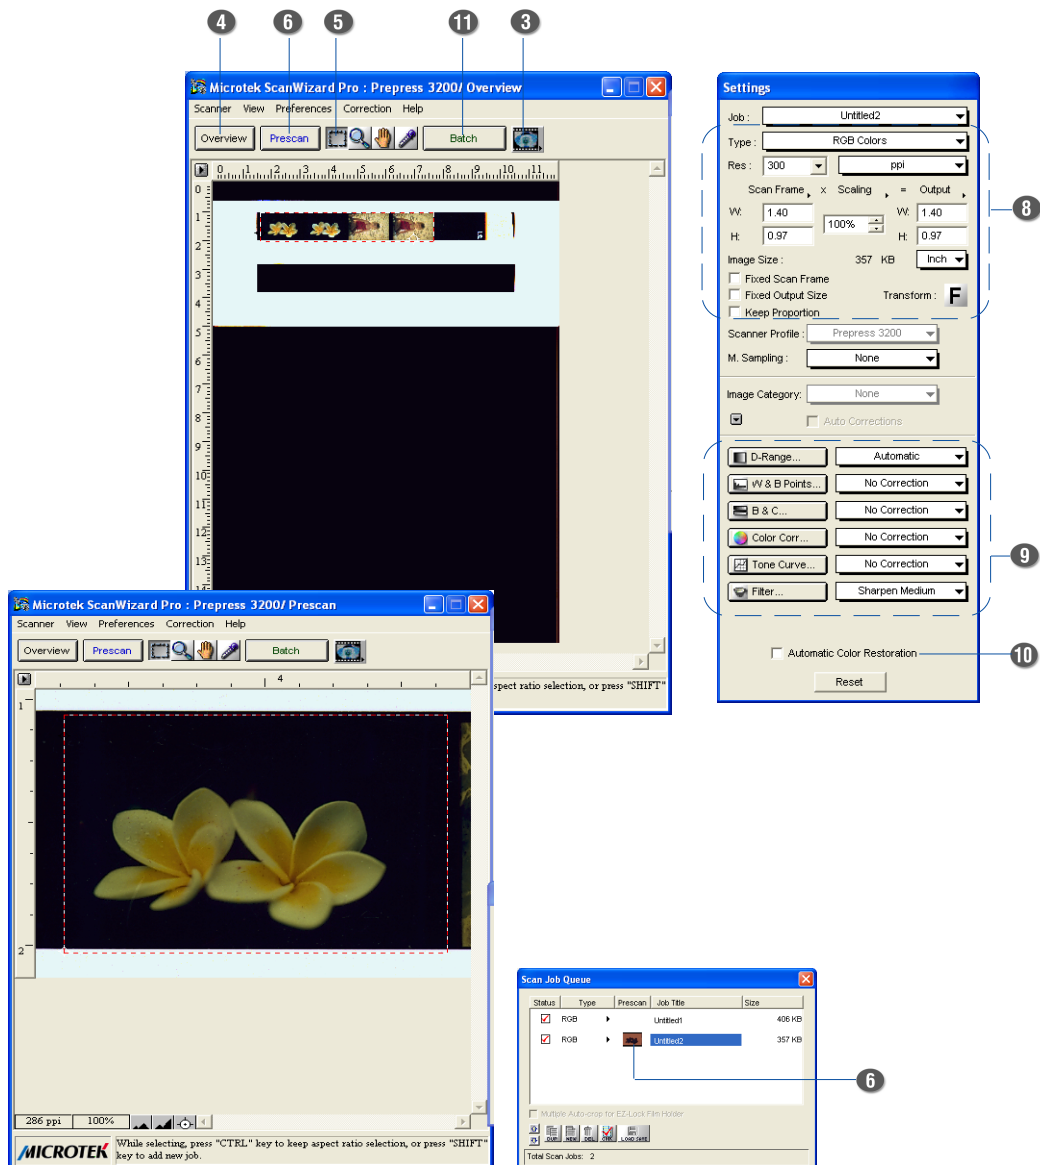 4 6 5 11 3
Microtek ScanWizard Pro : Prepress 3200/ Overview
Scanner View Preferences Correction Help
Overview Prescan Batch
0 1 2 3 4 5 6 7 8 9 10 11
0
1
2
3
4
5
6
7
8
9
10
11
12
13
14
spect ratio selection, or press "SHIFT"
Settings
Job : Untitled2
Type : RGB Colors
Res : 300 ppi
Scan Frame x Scaling = Output
W: 1.40 100% W: 1.40
H: 0.97 H: 0.97
Image Size : 357 KB Inch
Fixed Scan Frame
Fixed Output Size Transform : F
Keep Proportion
8
Scanner Profile : Prepress 3200
M. Sampling : None
Image Category: None
Auto Corrections
D-Range... Automatic
W & B Points... No Correction
B & C... No Correction
Color Corr... No Correction
Tone Curve... No Correction
Filter... Sharpen Medium
9
Automatic Color Restoration 10
Reset
Microtek ScanWizard Pro : Prepress 3200/ Prescan
Scanner View Preferences Correction Help
Overview Prescan Batch
4
1
2
286 ppi 100%
MICROTEK
While selecting, press "CTRL" key to keep aspect ratio selection, or press "SHIFT"
key to add new job.
Scan Job Queue
Status Type Prescan Job Title Size
RGB Untitled1 406 KB
RGB Untitled2 357 KB
6
Multiple Auto-crop for EZ-Lock Film Holder
DUP. NEW DEL CHK LOAD SAVE
Total Scan Jobs: 2